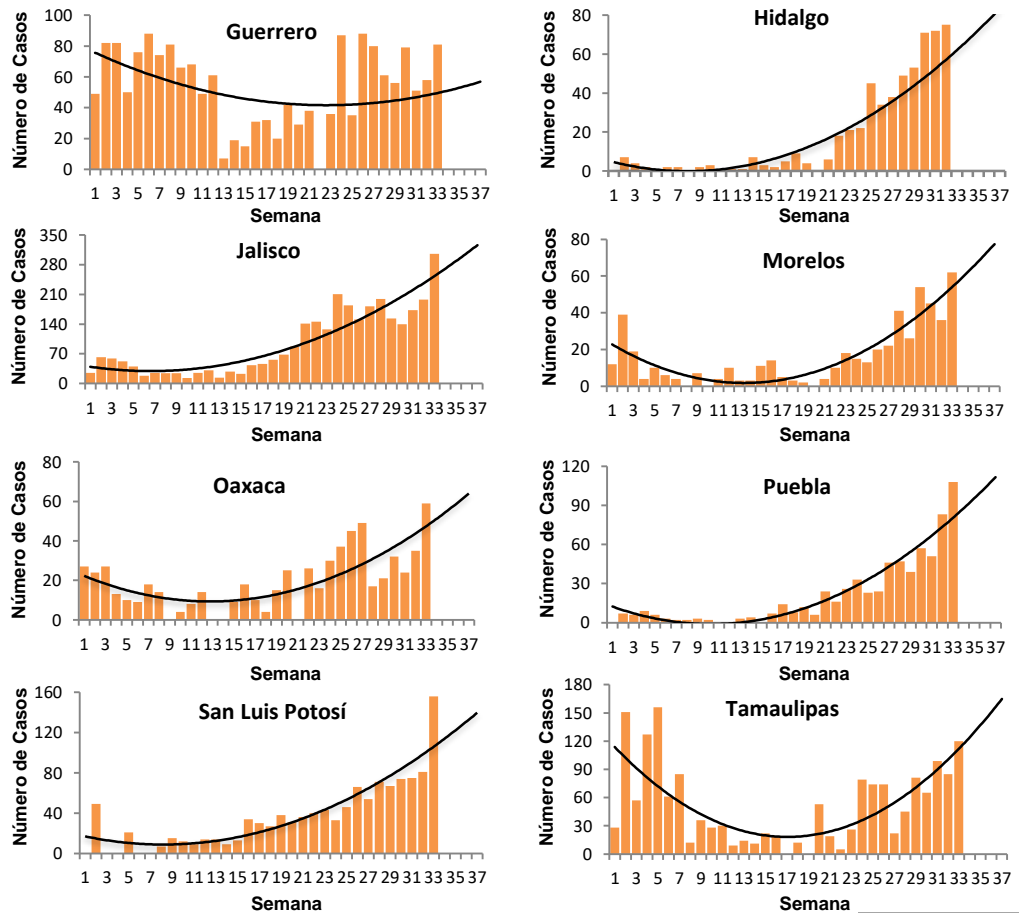 Guerrero
Número de Casos
100
80
60
40
20
0
1 3 5 7 9 11 13 15 17 19 21 23 25 27 29 31 33 35 37
Semana
Hidalgo
Número de Casos
80
60
40
20
0
1 3 5 7 9 11 13 15 17 19 21 23 25 27 29 31 33 35 37
Semana
Jalisco
Número de Casos
350
280
210
140
70
0
1 3 5 7 9 11 13 15 17 19 21 23 25 27 29 31 33 35 37
Semana
Morelos
Número de Casos
80
60
40
20
0
1 3 5 7 9 11 13 15 17 19 21 23 25 27 29 31 33 35 37
Semana
Oaxaca
Número de Casos
80
60
40
20
0
1 3 5 7 9 11 13 15 17 19 21 23 25 27 29 31 33 35 37
Semana
Puebla
Número de Casos
120
90
60
30
0
1 3 5 7 9 11 13 15 17 19 21 23 25 27 29 31 33 35 37
Semana
San Luis Potosí
Número de Casos
160
120
80
40
0
1 3 5 7 9 11 13 15 17 19 21 23 25 27 29 31 33 35 37
Semana
Tamaulipas
Número de Casos
180
150
120
90
60
30
0
1 3 5 7 9 11 13 15 17 19 21 23 25 27 29 31 33 35 37
Semana